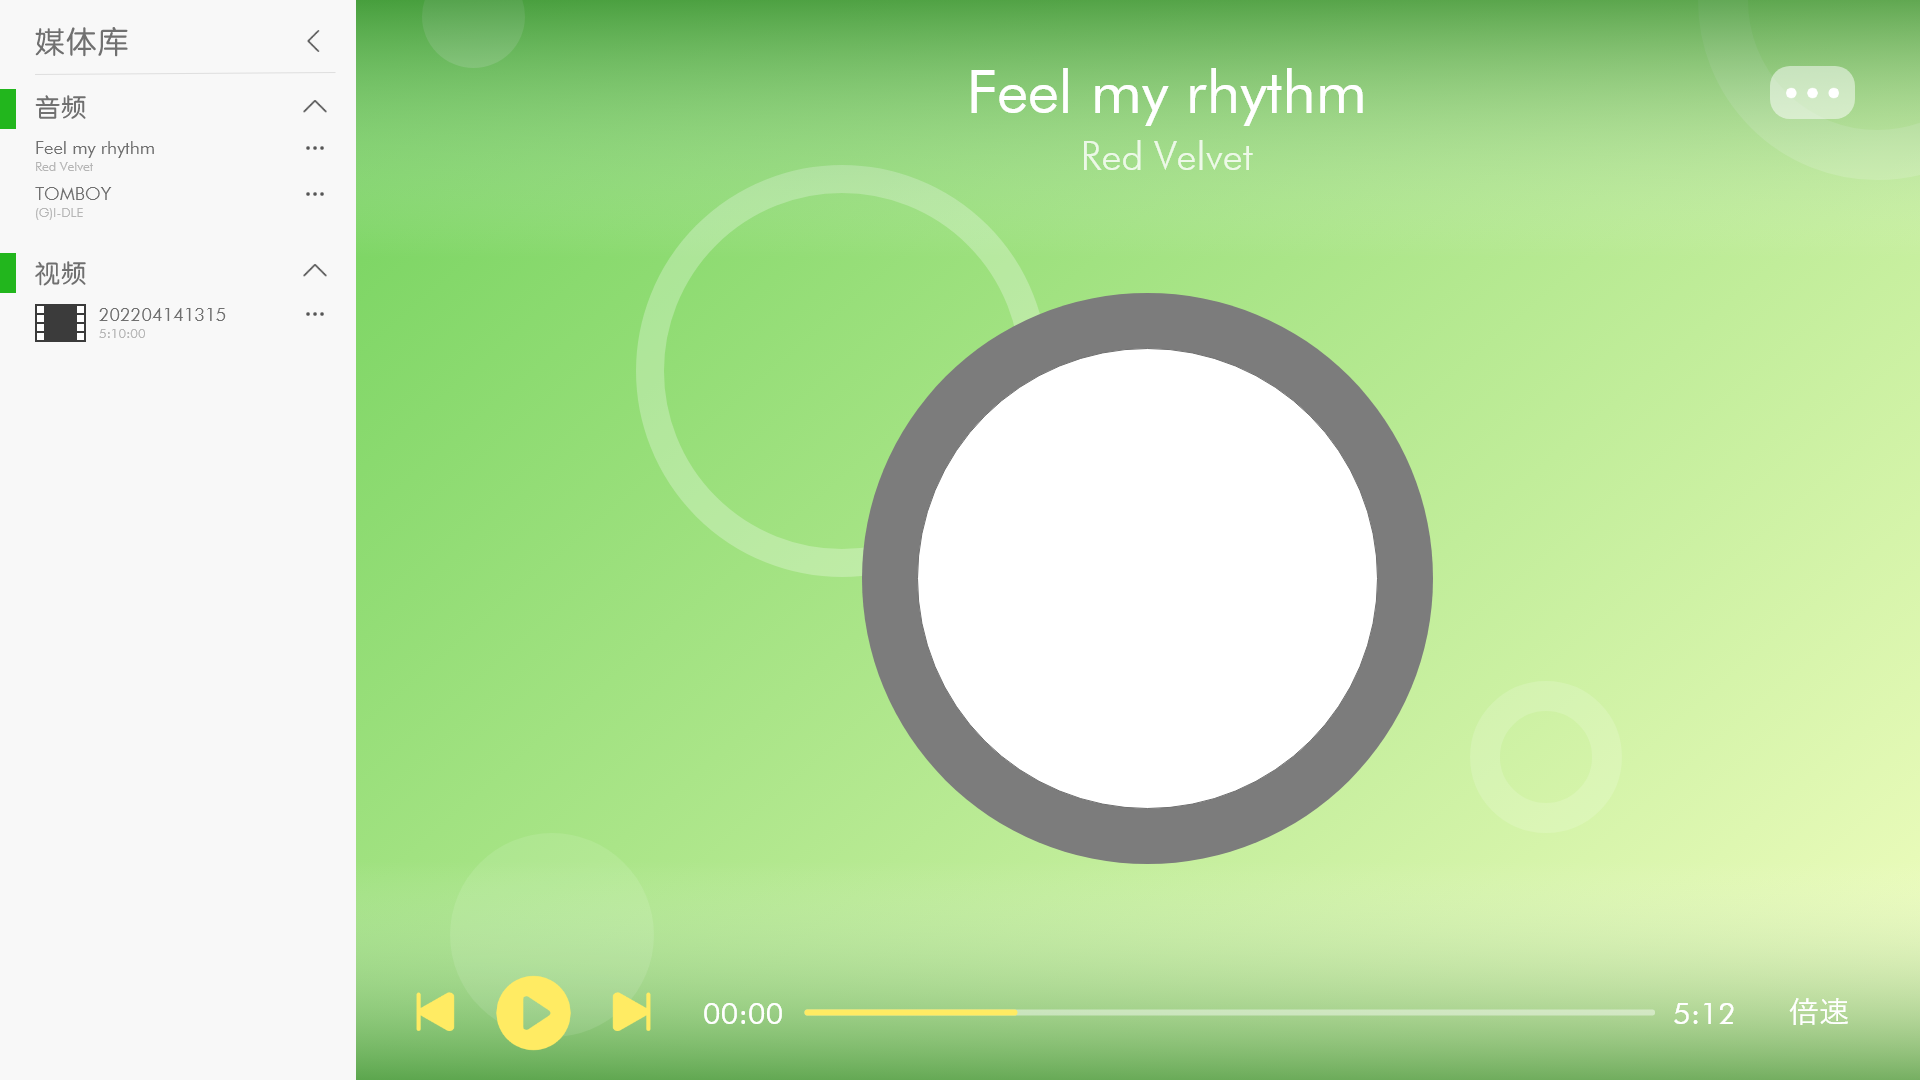 媒体库
音频
Feel my rhythm
Red Velvet
TOMBOY
(G)I-DLE
视频
202204141315
5:10:00
Feel my rhythm
Red Velvet
00:00
5:12
倍速